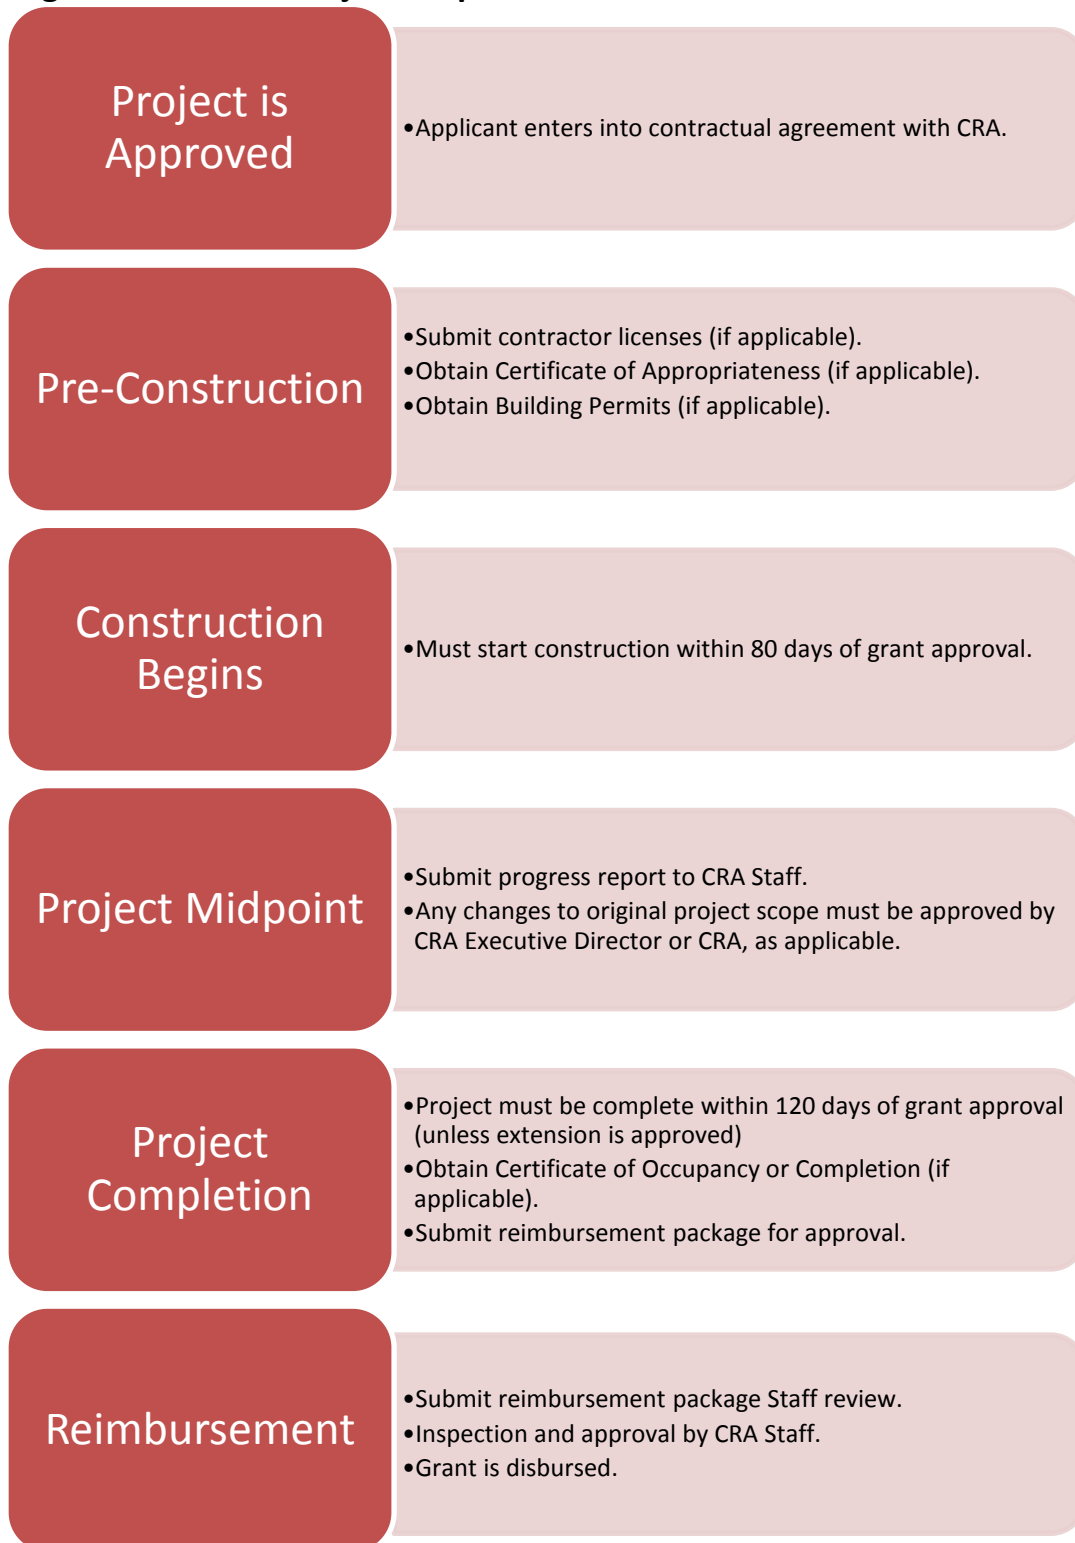 Project is
Approved
•Applicant enters into contractual agreement with CRA.
Pre-Construction
•Submit contractor licenses (if applicable).
•Obtain Certificate of Appropriateness (if applicable).
•Obtain Building Permits (if applicable).
Construction
Begins
•Must start construction within 80 days of grant approval.
Project Midpoint
•Submit progress report to CRA Staff.
•Any changes to original project scope must be approved by
CRA Executive Director or CRA, as applicable.
Project
Completion
•Project must be complete within 120 days of grant approval
(unless extension is approved)
•Obtain Certificate of Occupancy or Completion (if
applicable).
•Submit reimbursement package for approval.
Reimbursement
•Submit reimbursement package Staff review.
•Inspection and approval by CRA Staff.
•Grant is disbursed.